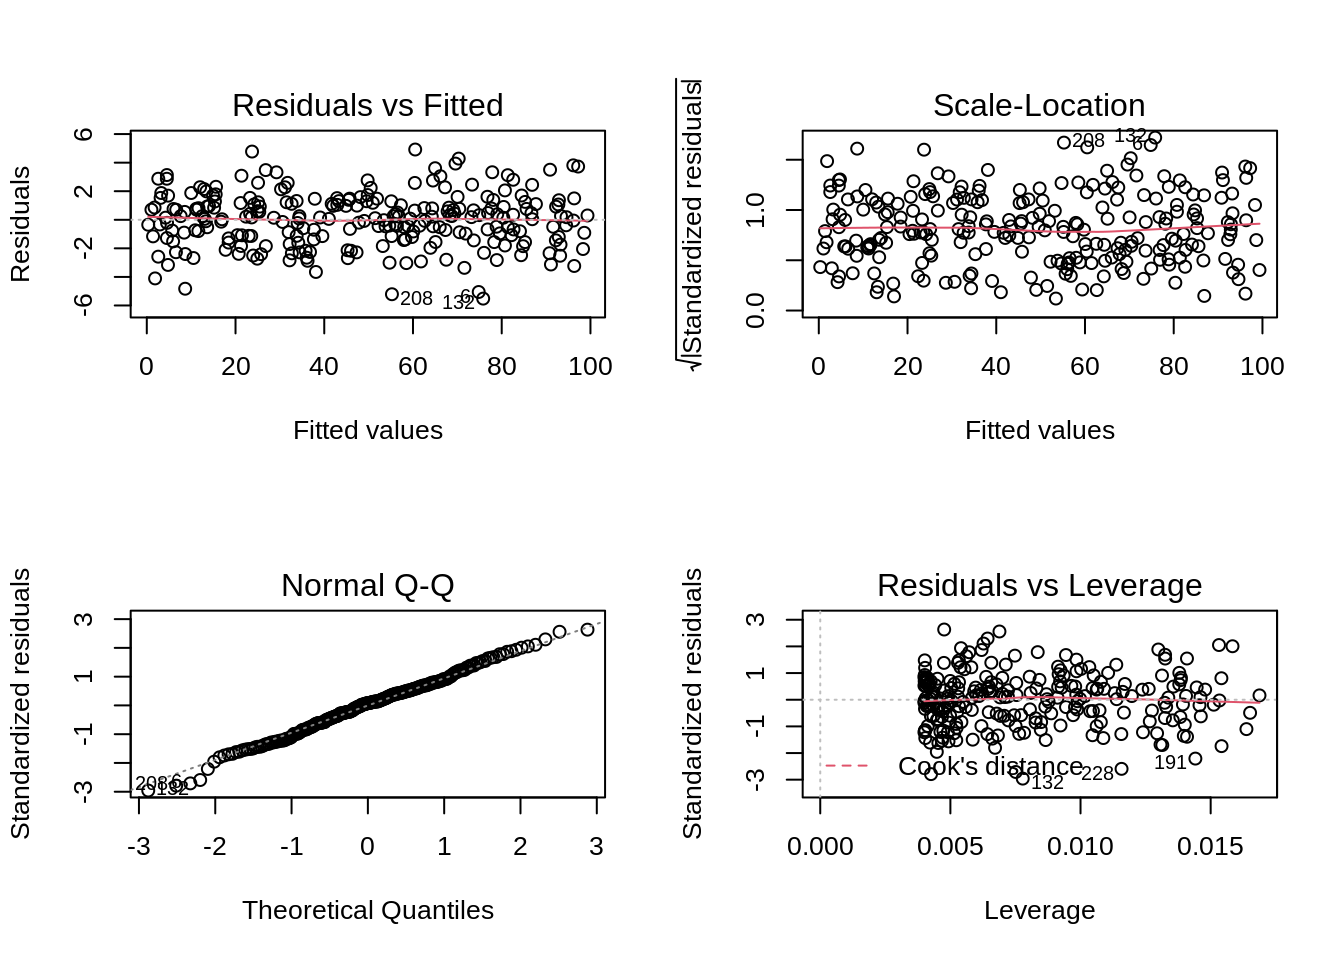 Residuals vs Fitted
Residuals
6
2
-2
-6
208
132
6
0 20 40 60 80 100
Fitted values
Scale-Location
√|Standardized residuals|
1.0
0.0
208
132
6
0 20 40 60 80 100
Fitted values
Normal Q-Q
Standardized residuals
3
1
-1
-3
208
6
132
-3 -2 -1 0 1 2 3
Theoretical Quantiles
Residuals vs Leverage
Standardized residuals
3
1
-1
-3
Cook's distance
132
228
191
0.000 0.005 0.010 0.015
Leverage